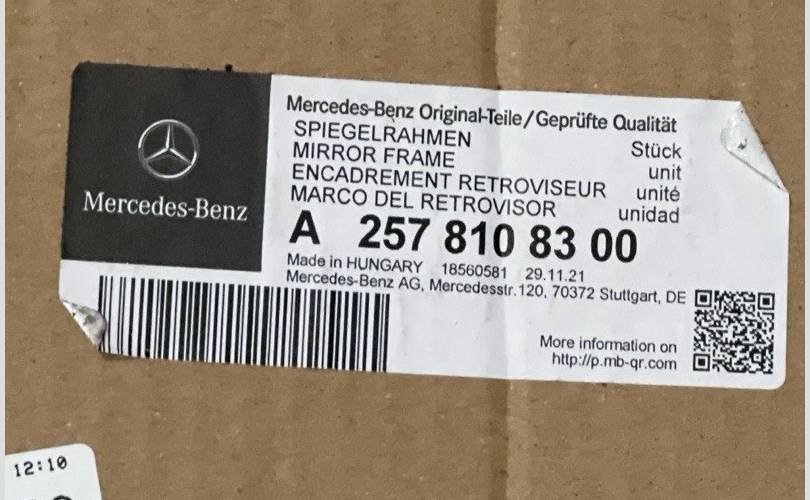 Mercedes-Benz
Mercedes-Benz Original-Teile/Geprüfte Qualität
SPIEGELRAHMEN Stück
MIRROR FRAME unit
ENCADREMENT RETROVISEUR unité
MARCO DEL RETROVISOR unidad
A 257 810 83 00
Made in HUNGARY 18560581 29.11.21
Mercedes-Benz AG, Mercedesstr.120, 70372 Stuttgart, DE
More information on
http://p.mb-qr.com
12:10